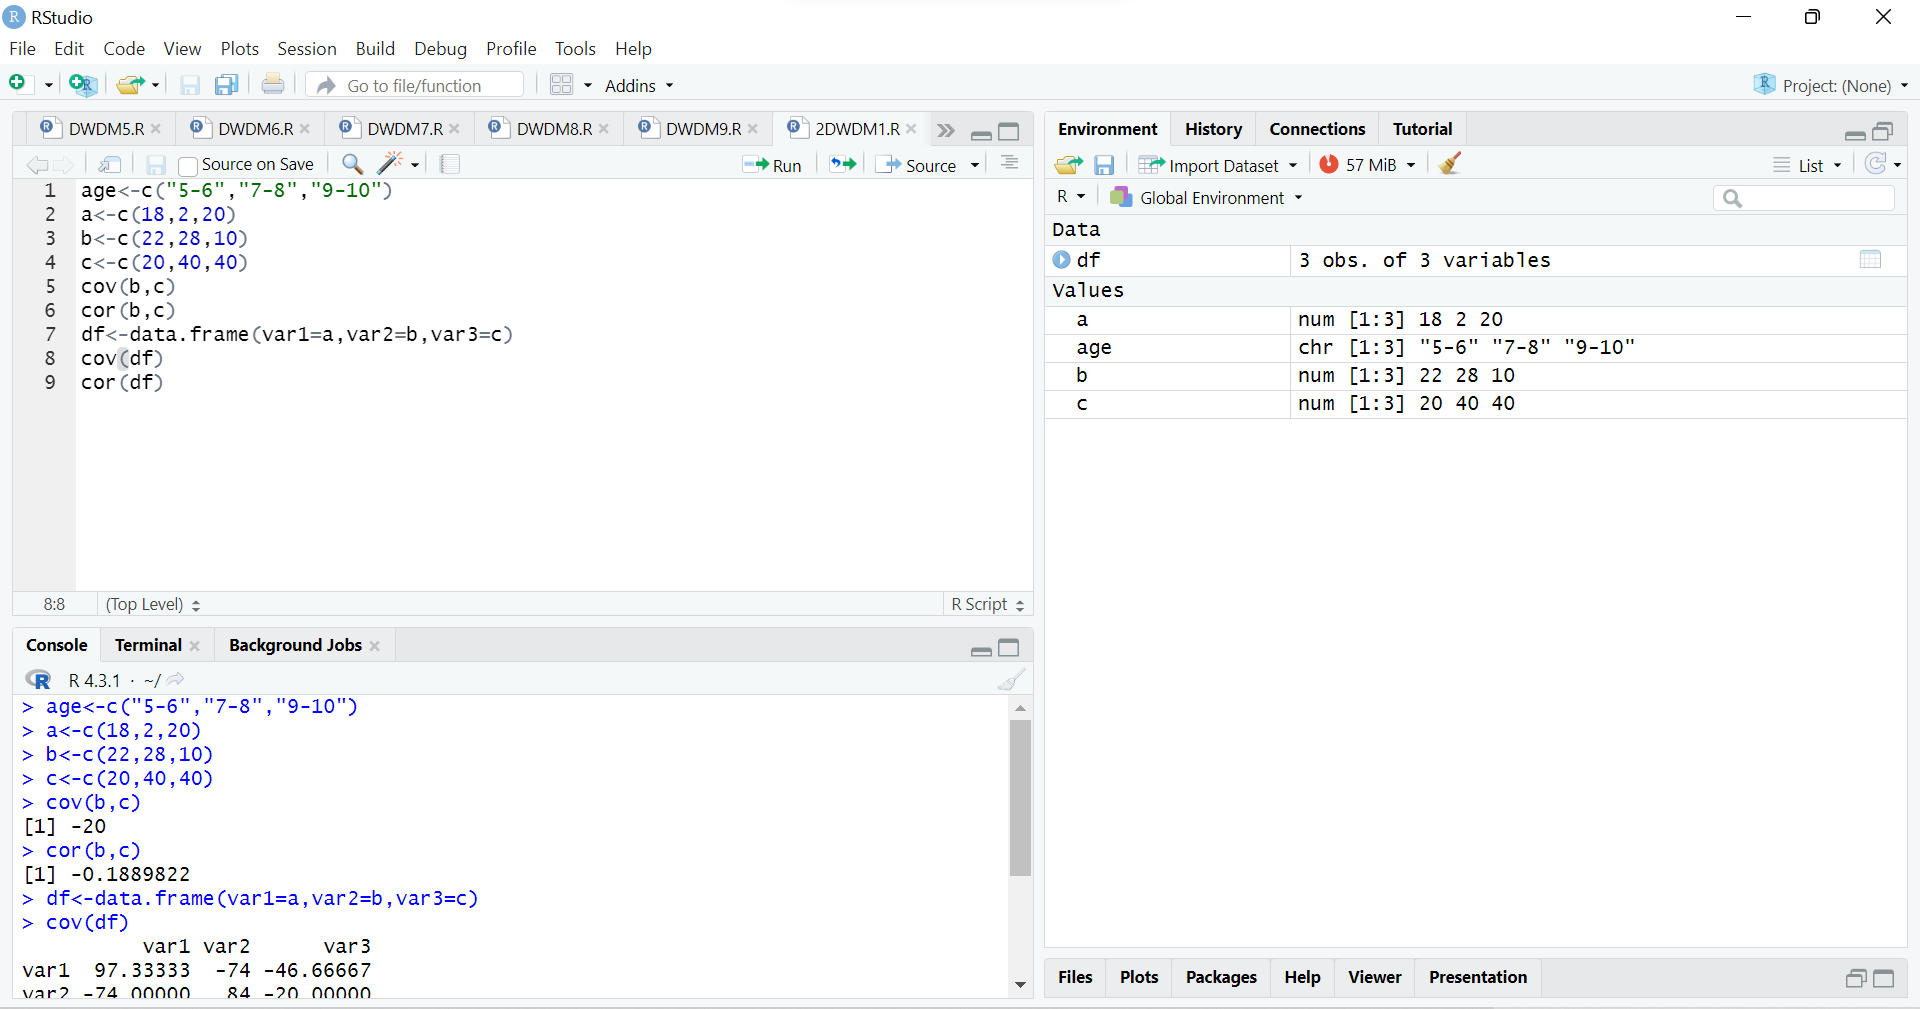 RStudio
File Edit Code View Plots Session Build Debug Profile Tools Help
Go to file/function Addins Project: (None)
DWDM5.R DWDM6.R DWDM7.R DWDM8.R DWDM9.R 2DWDM1.R
Source on Save Run Source
1 age<-c("5-6","7-8","9-10")
2 a<-c(18,2,20)
3 b<-c(22,28,10)
4 c<-c(20,40,40)
5 cov(b,c)
6 cor(b,c)
7 df<-data.frame(var1=a,var2=b,var3=c)
8 cov(df)
9 cor(df)
8:8 (Top Level) R Script
Console Terminal Background Jobs
R 4.3.1 · ~/
> age<-c("5-6","7-8","9-10")
> a<-c(18,2,20)
> b<-c(22,28,10)
> c<-c(20,40,40)
> cov(b,c)
[1] -20
> cor(b,c)
[1] -0.1889822
> df<-data.frame(var1=a,var2=b,var3=c)
> cov(df)
var1 var2 var3
var1 97.33333 -74 -46.66667
var2 -74.00000 84 -20.00000
Environment History Connections Tutorial
Import Dataset 57 MiB List
R Global Environment
Data
df 3 obs. of 3 variables
Values
a num [1:3] 18 2 20
age chr [1:3] "5-6" "7-8" "9-10"
b num [1:3] 22 28 10
c num [1:3] 20 40 40
Files Plots Packages Help Viewer Presentation